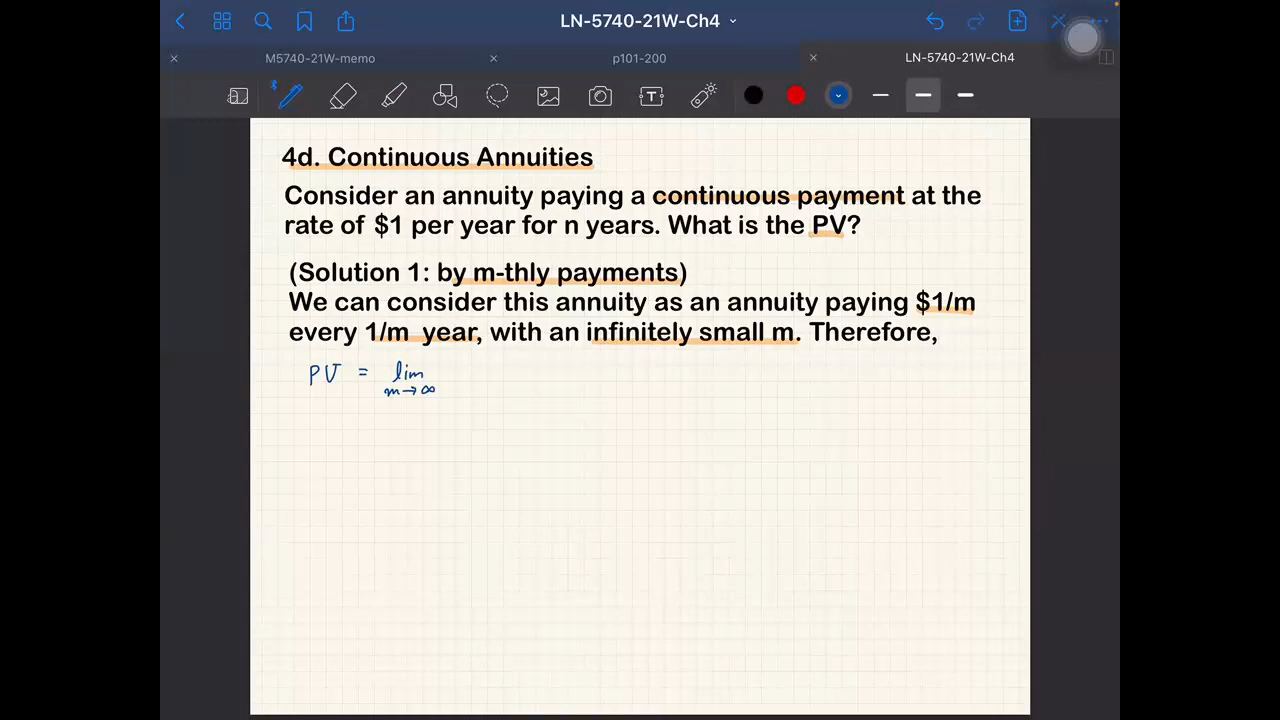 LN-5740-21W-Ch4
M5740-21W-memo
p101-200
LN-5740-21W-Ch4
4d. Continuous Annuities
Consider an annuity paying a continuous payment at the
rate of $1 per year for n years. What is the PV?
(Solution 1: by m-thly payments)
We can consider this annuity as an annuity paying $1/m
every 1/m year, with an infinitely small m. Therefore,
PV = lim
m→∞